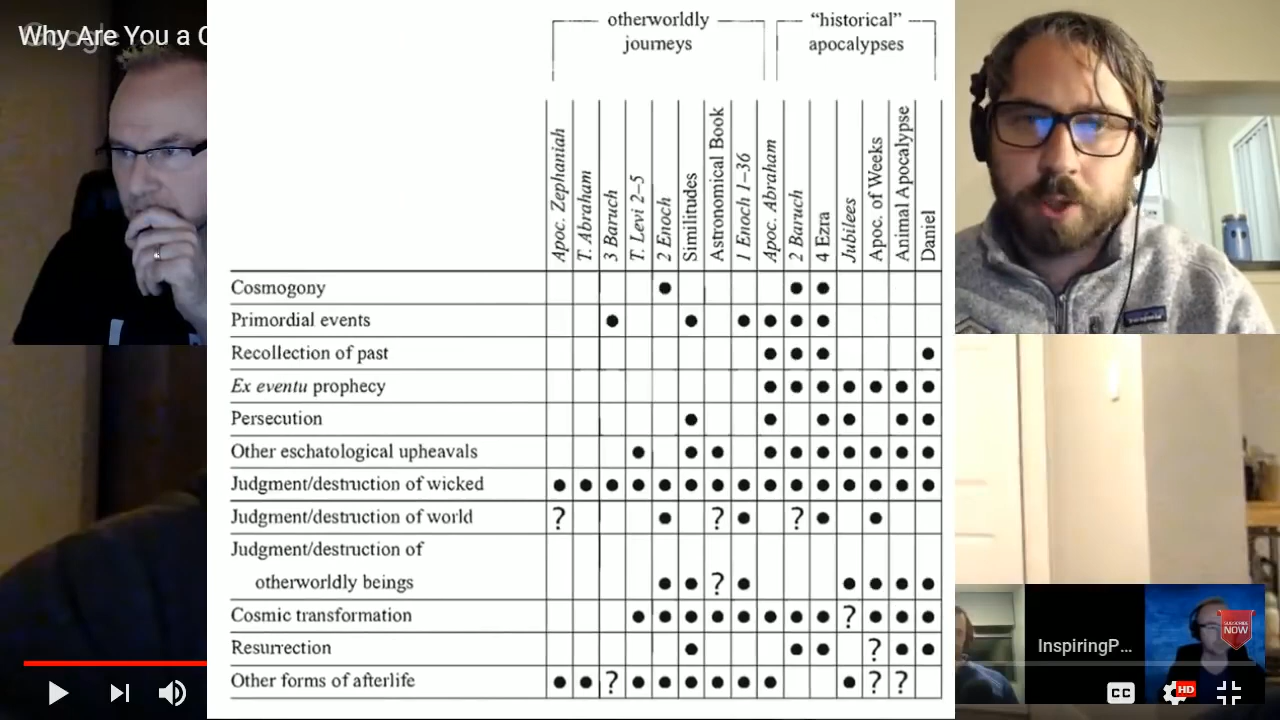 Why Are You a C
otherworldly
journeys
"historical"
apocalypses
Apoc. Zephaniah
T. Abraham
3 Baruch
T. Levi 2–5
2 Enoch
Similitudes
Astronomical Book
1 Enoch 1–36
Apoc. Abraham
2 Baruch
4 Ezra
Jubilees
Apoc. of Weeks
Animal Apocalypse
Daniel
Cosmogony
Primordial events
Recollection of past
Ex eventu prophecy
Persecution
Other eschatological upheavals
Judgment/destruction of wicked
Judgment/destruction of world
? ? ?
Judgment/destruction of
otherworldly beings
?
Cosmic transformation
?
Resurrection
?
Other forms of afterlife
? ? ?
patagonia
SUBSCRIBE
NOW
InspiringP...
CC
HD